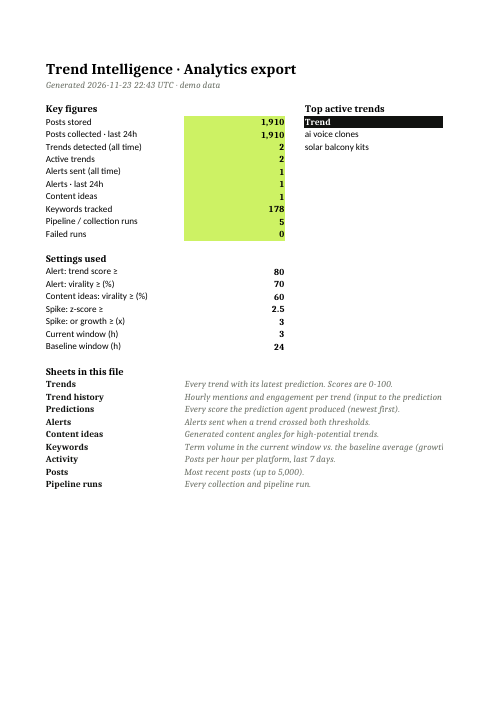 Trend Intelligence · Analytics export
Generated 2026-11-23 22:43 UTC · demo data
Key figures
Posts stored 1,910
Posts collected · last 24h 1,910
Trends detected (all time) 2
Active trends 2
Alerts sent (all time) 1
Alerts · last 24h 1
Content ideas 1
Keywords tracked 178
Pipeline / collection runs 5
Failed runs 0
Top active trends
Trend
ai voice clones
solar balcony kits
Settings used
Alert: trend score ≥ 80
Alert: virality ≥ (%) 70
Content ideas: virality ≥ (%) 60
Spike: z-score ≥ 2.5
Spike: or growth ≥ (x) 3
Current window (h) 3
Baseline window (h) 24
Sheets in this file
Trends Every trend with its latest prediction. Scores are 0-100.
Trend history Hourly mentions and engagement per trend (input to the prediction
Predictions Every score the prediction agent produced (newest first).
Alerts Alerts sent when a trend crossed both thresholds.
Content ideas Generated content angles for high-potential trends.
Keywords Term volume in the current window vs. the baseline average (growt
Activity Posts per hour per platform, last 7 days.
Posts Most recent posts (up to 5,000).
Pipeline runs Every collection and pipeline run.